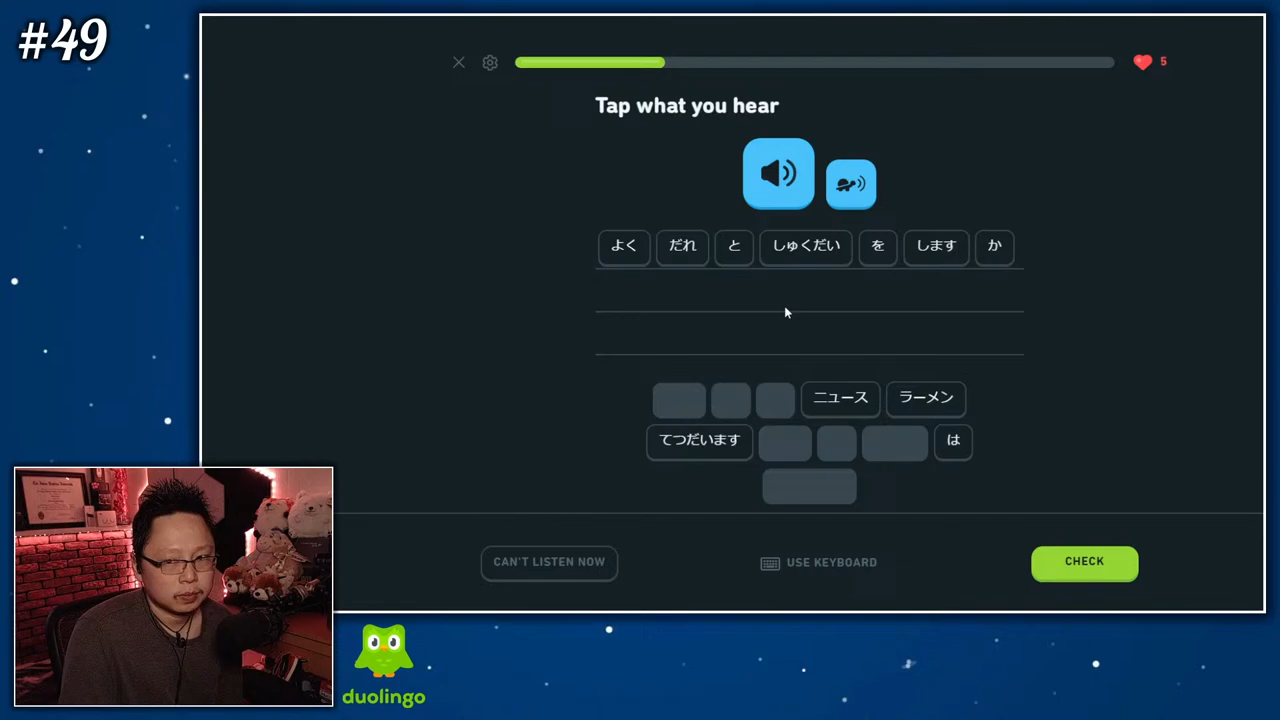 #49
5
Tap what you hear
よく だれ と しゅくだい を します か
ニュース ラーメン
てつだいます は
CAN'T LISTEN NOW USE KEYBOARD CHECK
duolingo